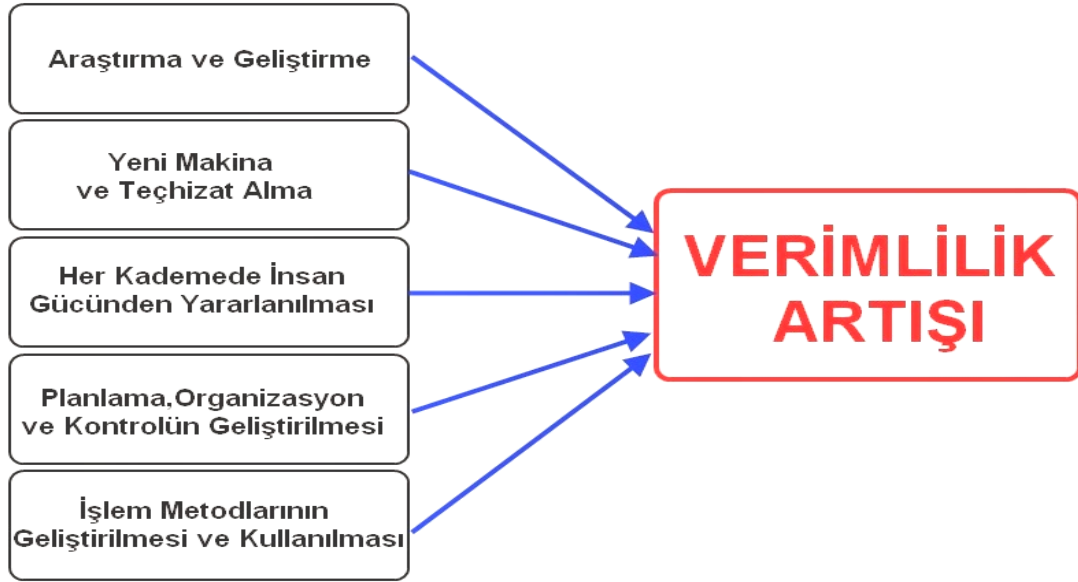 Araştırma ve Geliştirme
Yeni Makina
ve Teçhizat Alma
Her Kademede İnsan
Gücünden Yararlanılması
Planlama,Organizasyon
ve Kontrolün Geliştirilmesi
İşlem Metodlarının
Geliştirilmesi ve Kullanılması
VERİMLİLİK
ARTIŞI